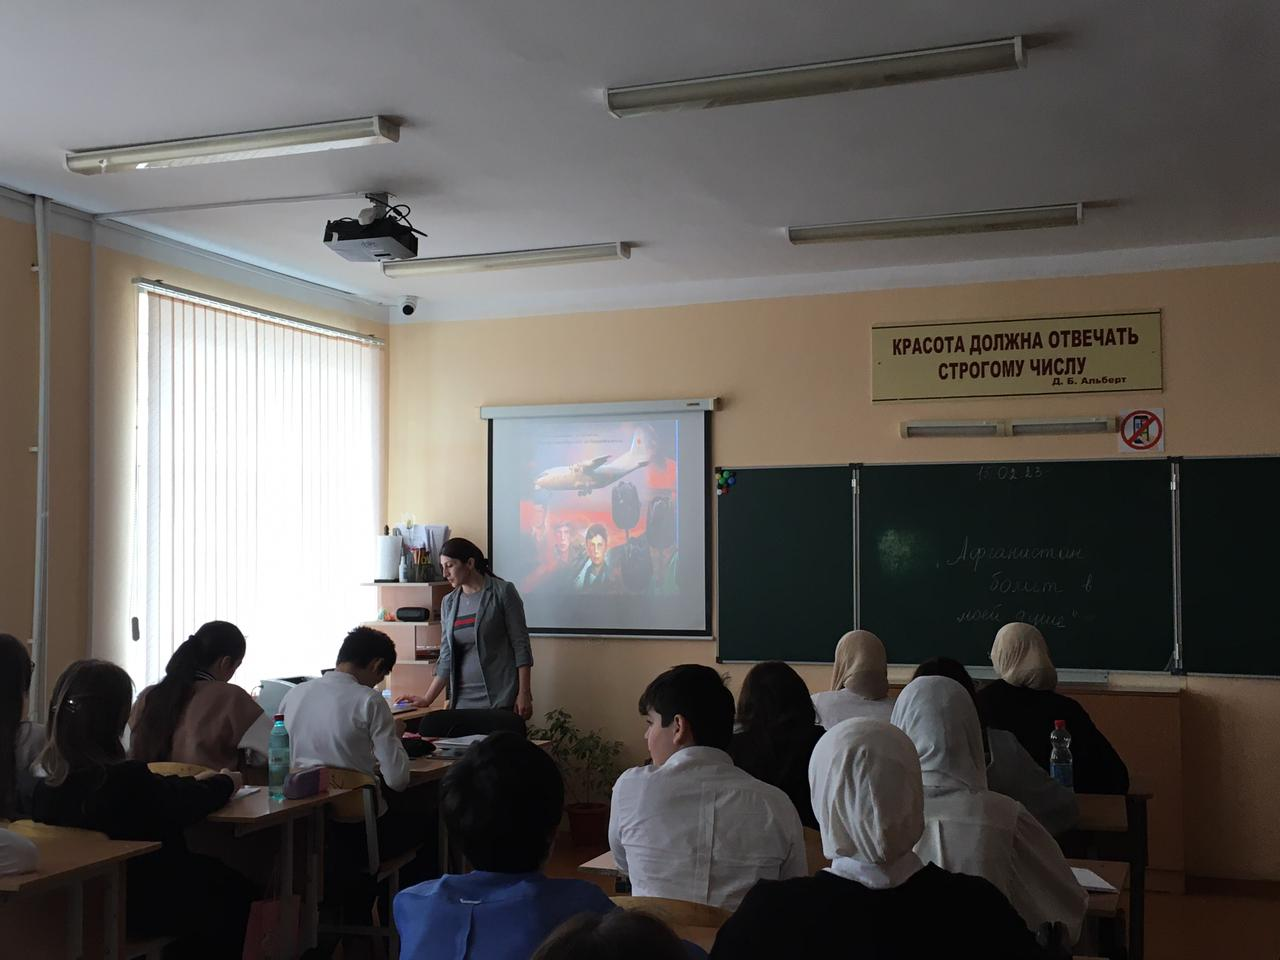 КРАСОТА ДОЛЖНА ОТВЕЧАТЬ
СТРОГОМУ ЧИСЛУ
Д. Б. Альберт
15.02.23
„Афганистан
болит в
моей душе"